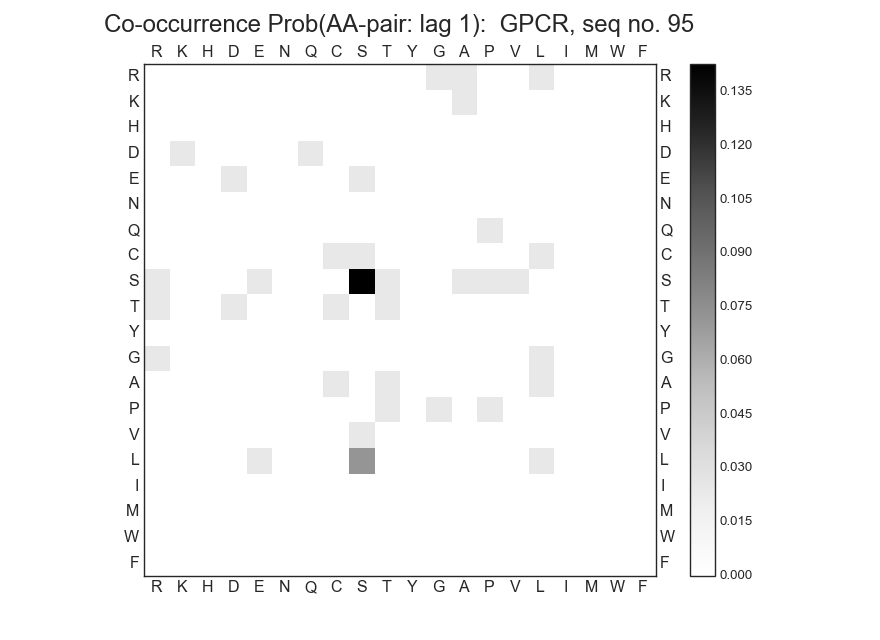 Co-occurrence Prob(AA-pair: lag 1):  GPCR, seq no. 95
R K H D E N Q C S T Y G A P V L I M W F
R R
K K
H H
D D
E E
N N
Q Q
C C
S S
T T
Y Y
G G
A A
P P
V V
L L
I I
M M
W W
F F
R K H D E N Q C S T Y G A P V L I M W F
0.135
0.120
0.105
0.090
0.075
0.060
0.045
0.030
0.015
0.000